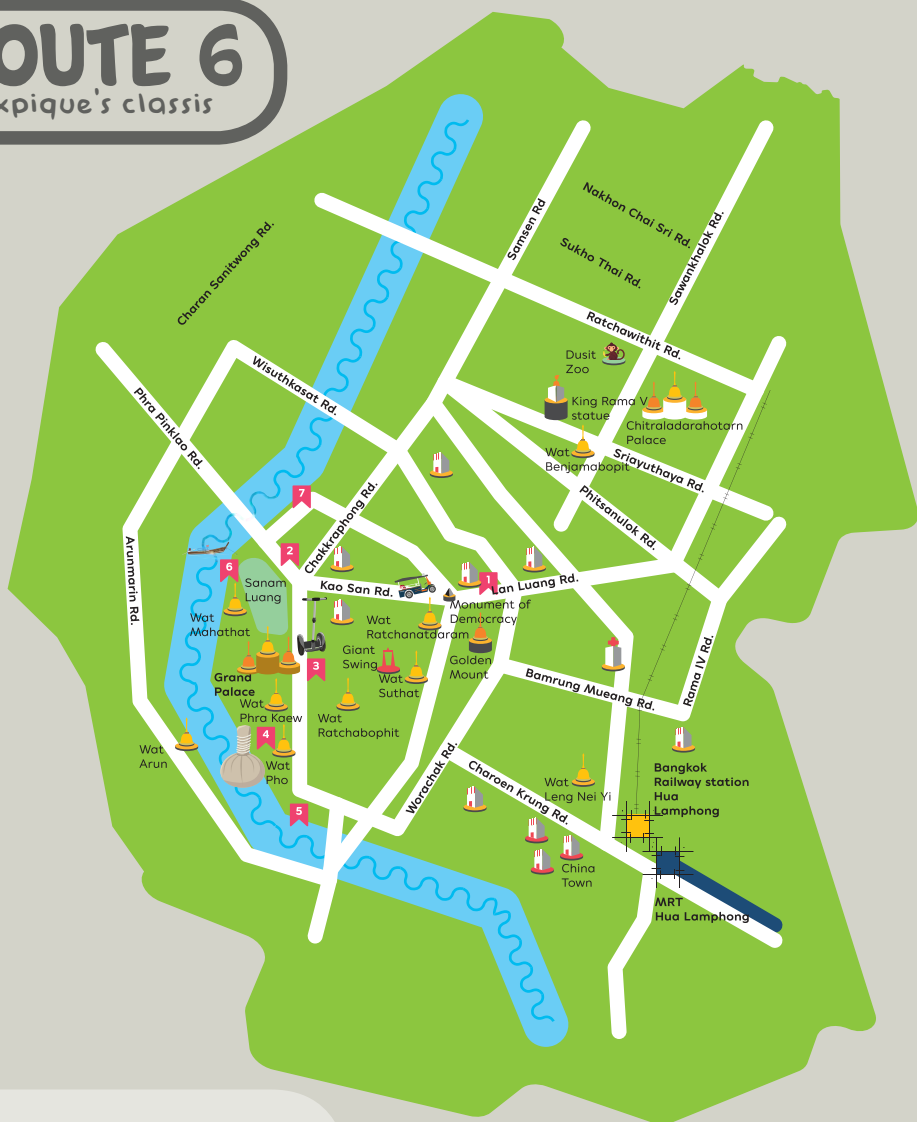 OUTE 6
xpique's classis
Charan Sanitwong Rd.
Samsen Rd
Nakhon Chai Sri Rd.
Sukho Thai Rd.
Sawankhalok Rd.
Ratchawithit Rd.
Dusit
Zoo
King Rama V
statue
Chitraladarahotarn
Palace
Wat
Benjamabopit
Sriayuthaya Rd.
Phitsanulok Rd.
Wisuthkasat Rd.
Phra Pinklao Rd.
Chakkraphong Rd.
7
2
6
1
Arunmarin Rd.
Sanam
Luang
Kao San Rd.
Lan Luang Rd.
Monument of
Democracy
Wat
Mahathat
Wat
Ratchanatdaram
Golden
Mount
Giant
Swing
Wat
Suthat
3
Grand
Palace
Wat
Phra Kaew
Wat
Ratchabophit
Bamrung Mueang Rd.
Rama IV Rd.
4
Wat
Arun
Wat
Pho
5
Worachak Rd.
Charoen Krung Rd.
Wat
Leng Nei Yi
Bangkok
Railway station
Hua
Lamphong
China
Town
MRT
Hua Lamphong